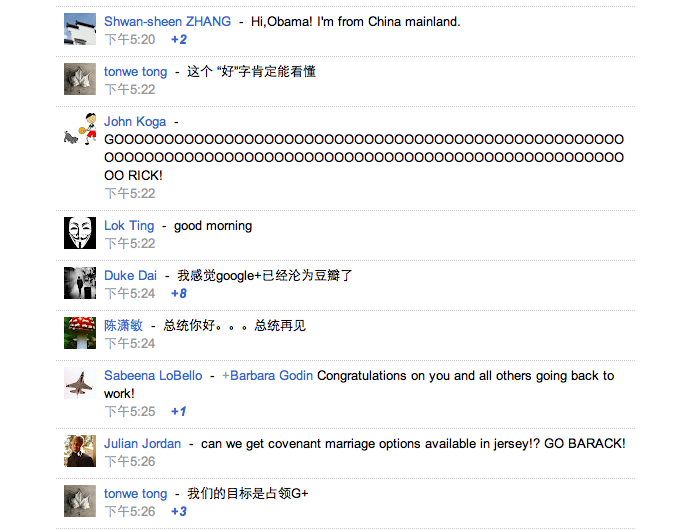 Shwan-sheen ZHANG - Hi,Obama! I'm from China mainland.
下午5:20 +2
tonwe tong - 这个 “好”字肯定能看懂
下午5:22
John Koga -
GOOOOOOOOOOOOOOOOOOOOOOOOOOOOOOOOOOOOOOOOOOOOOOOOOOO
OOOOOOOOOOOOOOOOOOOOOOOOOOOOOOOOOOOOOOOOOOOOOOOOOOOO
OO RICK!
下午5:22
Lok Ting - good morning
下午5:22
Duke Dai - 我感觉google+已经沦为豆瓣了
下午5:24 +8
陈潇敏 - 总统你好。。。总统再见
下午5:24
Sabeena LoBello - +Barbara Godin Congratulations on you and all others going back to
work!
下午5:25 +1
Julian Jordan - can we get covenant marriage options available in jersey!? GO BARACK!
下午5:26
tonwe tong - 我们的目标是占领G+
下午5:26 +3